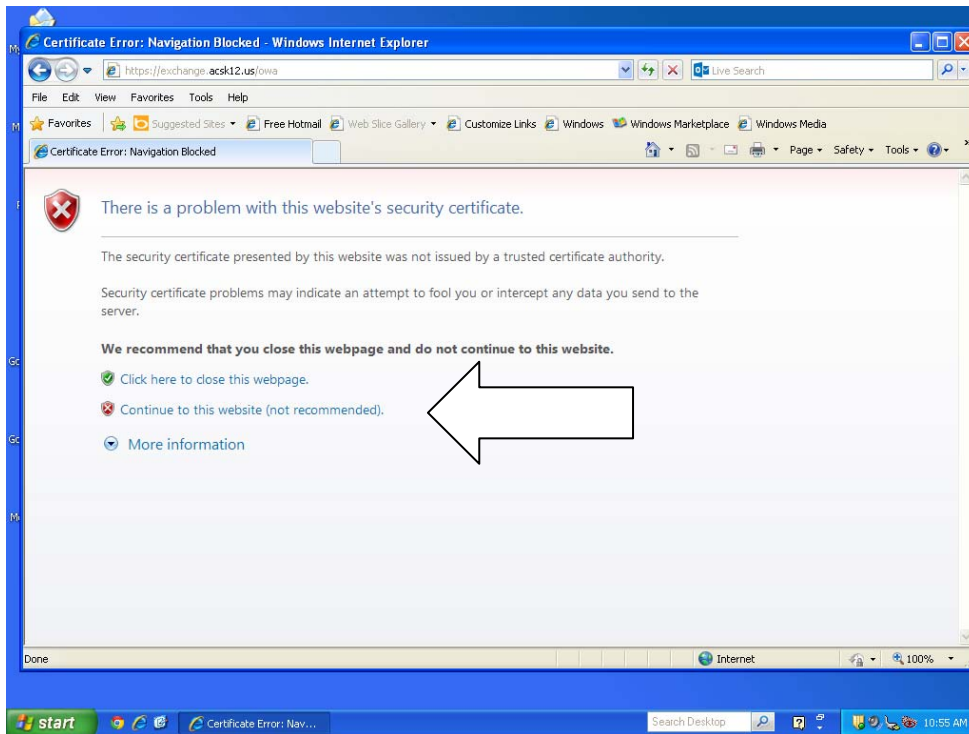 Certificate Error: Navigation Blocked - Windows Internet Explorer
https://exchange.acsk12.us/owa
Live Search
File Edit View Favorites Tools Help
Favorites Suggested Sites Free Hotmail Web Slice Gallery Customize Links Windows Windows Marketplace Windows Media
Certificate Error: Navigation Blocked
Page Safety Tools
There is a problem with this website's security certificate.
The security certificate presented by this website was not issued by a trusted certificate authority.
Security certificate problems may indicate an attempt to fool you or intercept any data you send to the
server.
We recommend that you close this webpage and do not continue to this website.
Click here to close this webpage.
Continue to this website (not recommended).
More information
Done
Internet
100%
start
Certificate Error: Nav...
Search Desktop
10:55 AM